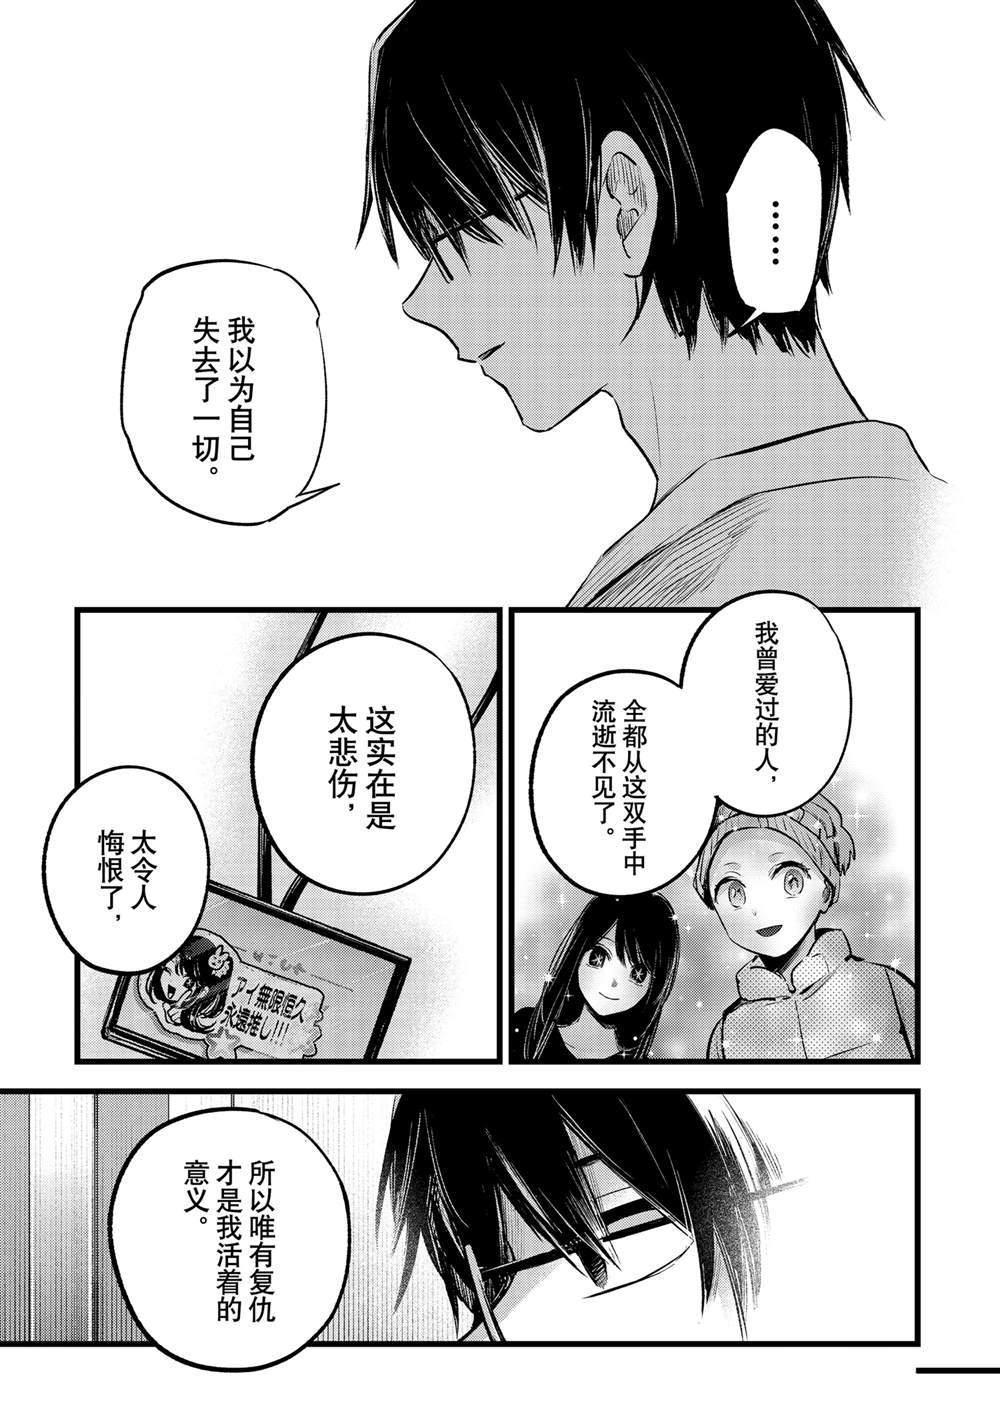 ……
我以为自己
失去了一切。
我曾爱过的人，
全都从这双手中
流逝不见了。
这实在是
太悲伤，
太令人
悔恨了，
アイ無限恒久
永遠推し!!!
所以唯有复仇
才是我活着的
意义。